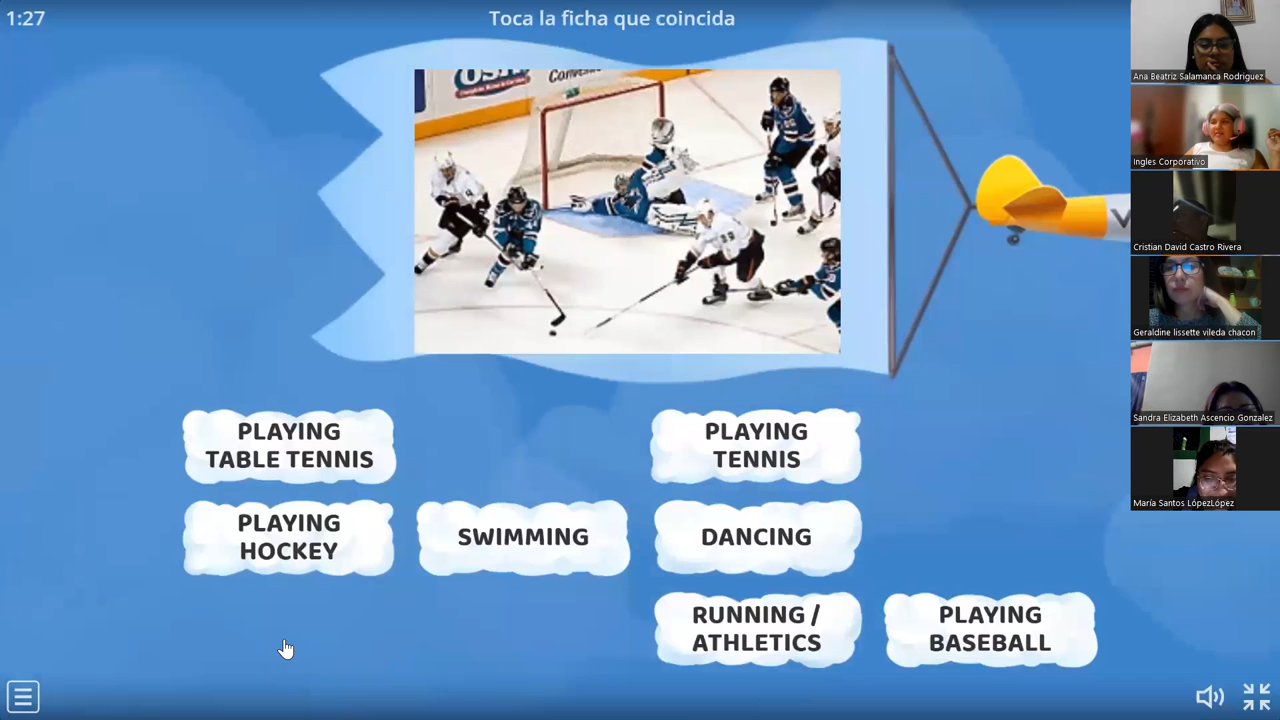 1:27
Toca la ficha que coincida
PLAYING
TABLE TENNIS
PLAYING
TENNIS
PLAYING
HOCKEY
SWIMMING
DANCING
RUNNING /
ATHLETICS
PLAYING
BASEBALL
Ana Beatriz Salamanca Rodriguez
Ingles Corporativo
Cristian David Castro Rivera
Geraldine lissette vileda chacon
Sandra Elizabeth Ascencio Gonzalez
María Santos LópezLópez